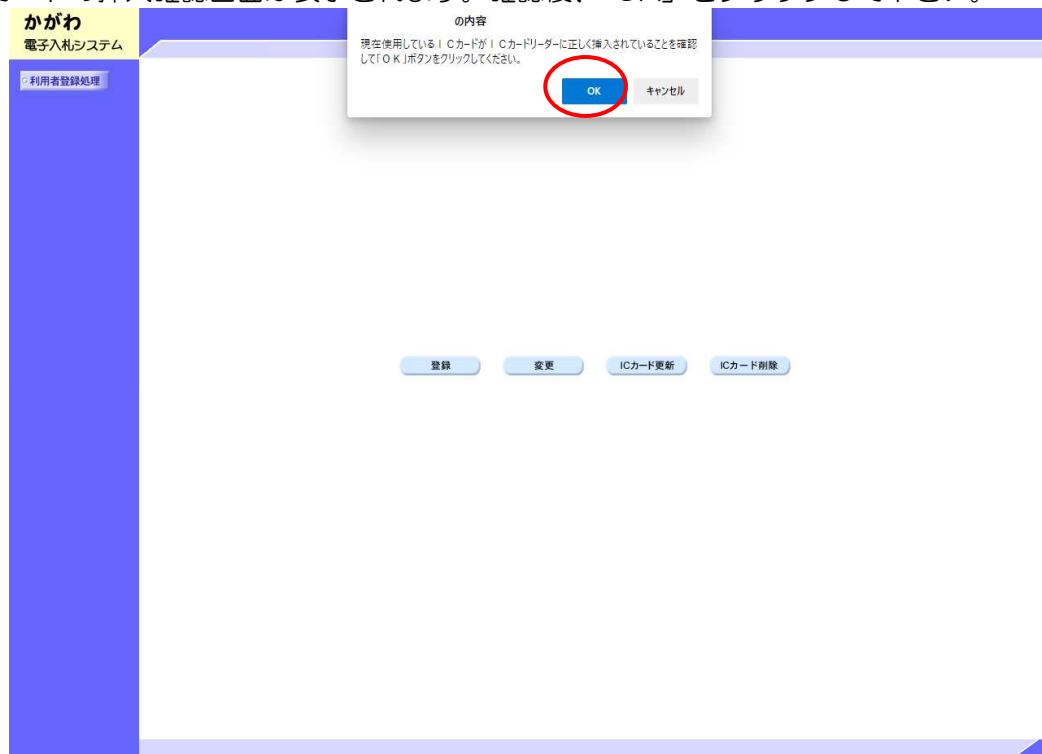 かがわ
電子入札システム
利用者登録処理
の内容
現在使用しているＩＣカードがＩＣカードリーダーに正しく挿入されていることを確認
して「ＯＫ」ボタンをクリックしてください。
OK
キャンセル
登録
変更
ICカード更新
ICカード削除